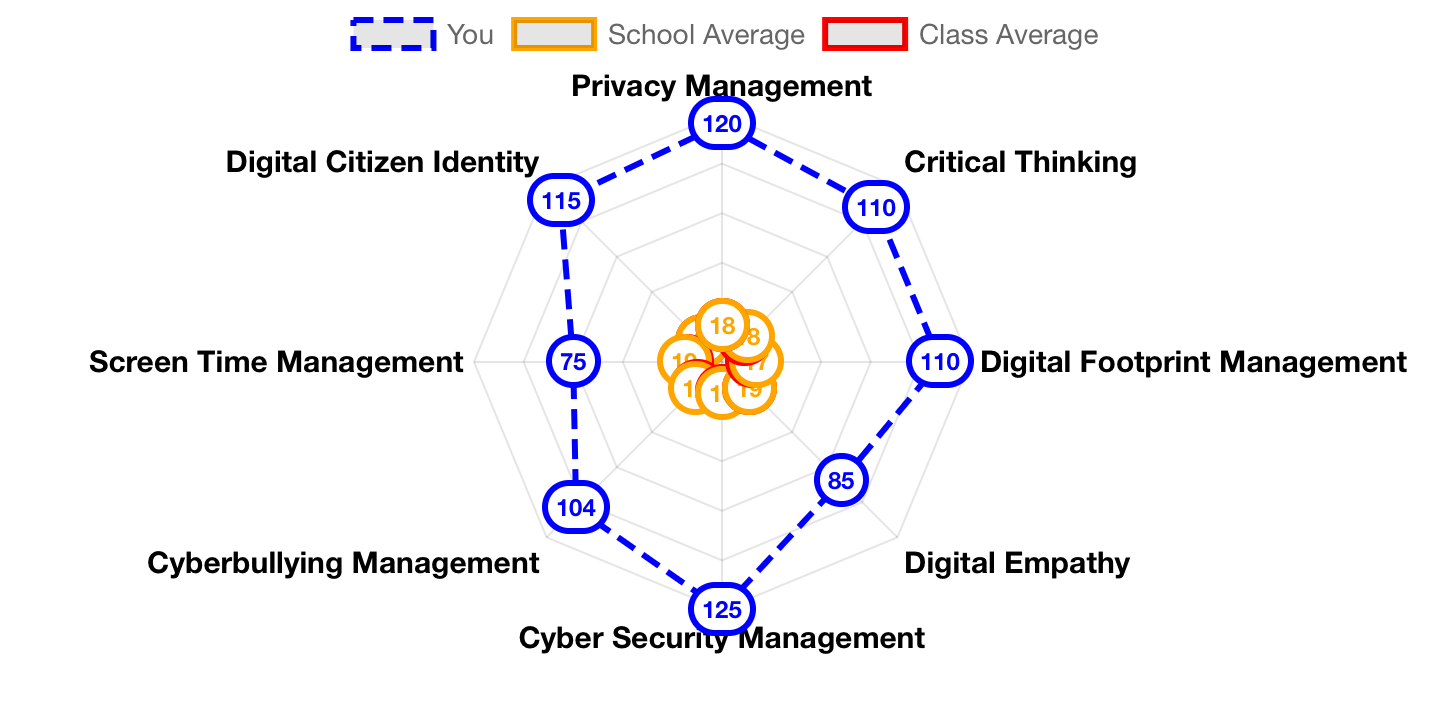 You School Average Class Average
Privacy Management
120
Digital Citizen Identity Critical Thinking
115 110
18
Screen Time Management 75 110 Digital Footprint Management
85
104
19
Cyberbullying Management Digital Empathy
125
Cyber Security Management